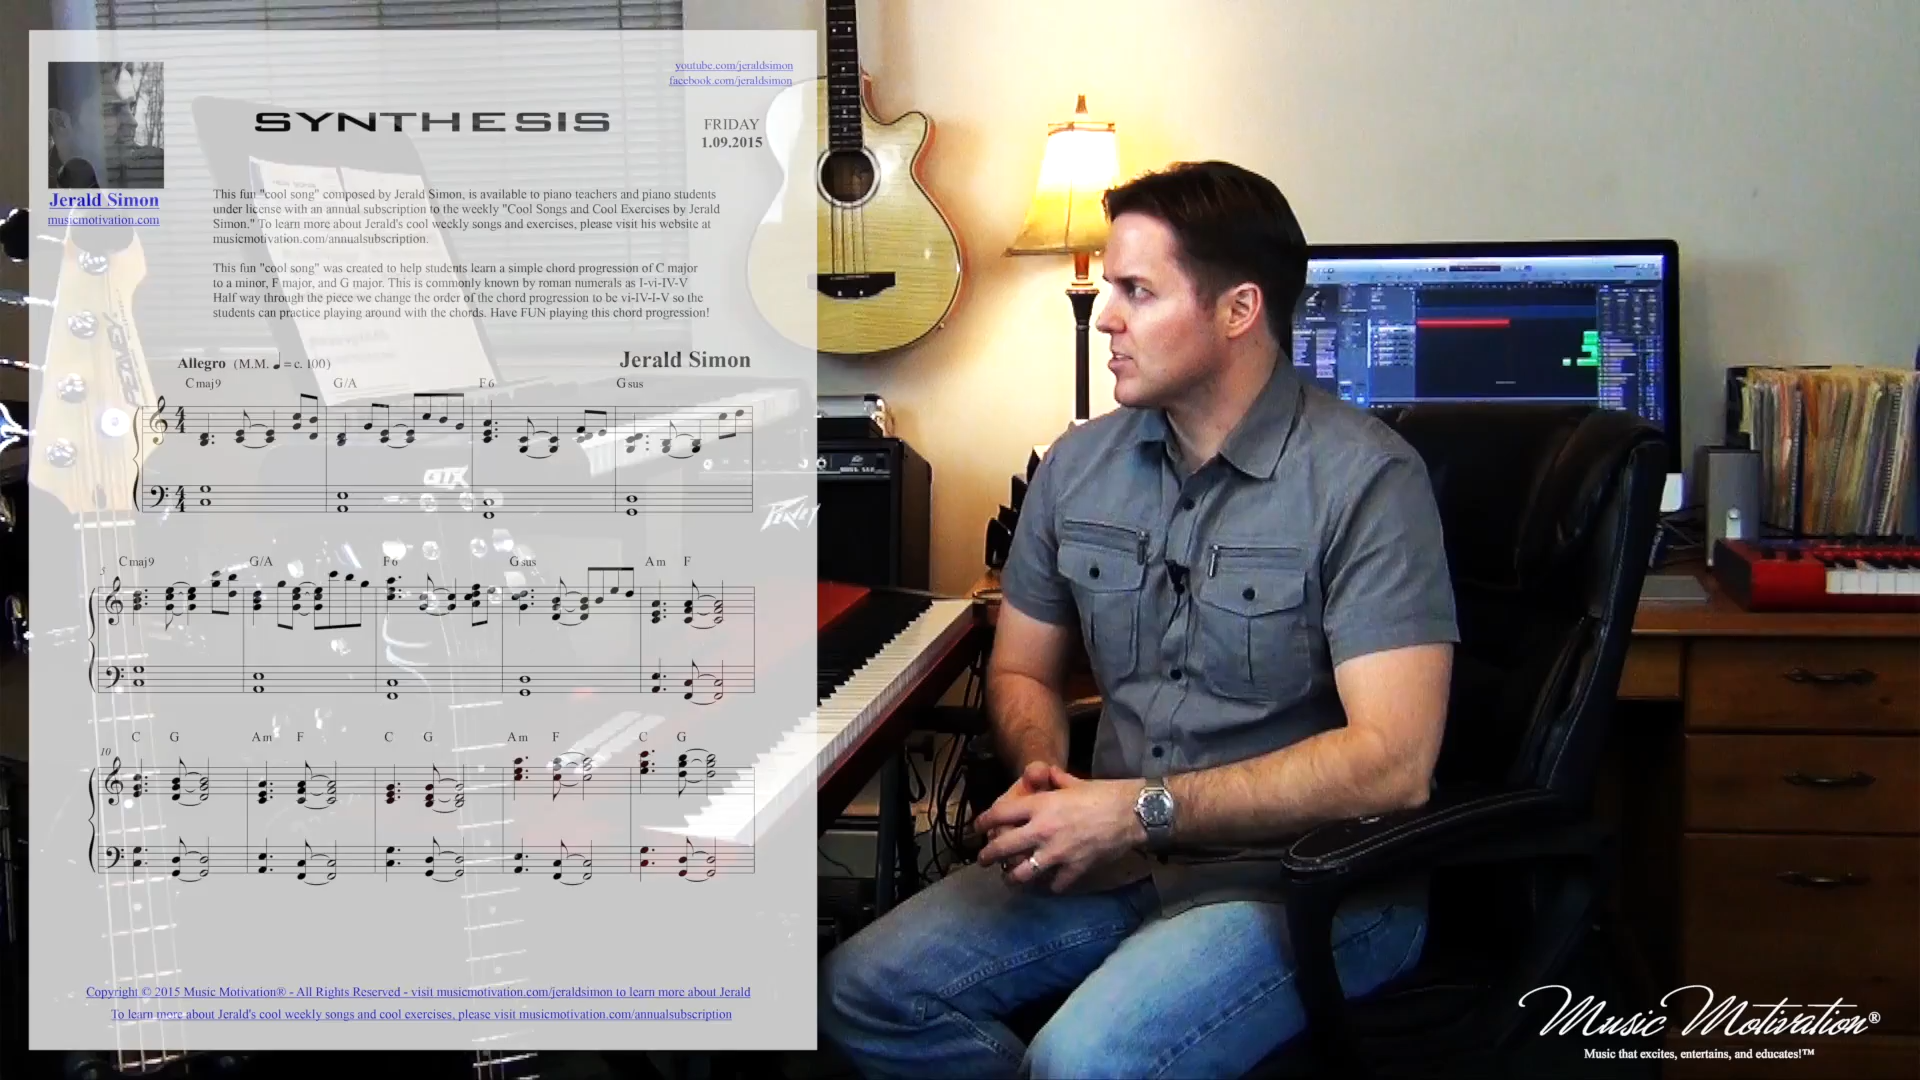 youtube.com/jeraldsimon
facebook.com/jeraldsimon
SYNTHESIS
FRIDAY
1.09.2015
Jerald Simon
musicmotivation.com
This fun "cool song" composed by Jerald Simon, is available to piano teachers and piano students
under license with an annual subscription to the weekly "Cool Songs and Cool Exercises by Jerald
Simon." To learn more about Jerald's cool weekly songs and exercises, please visit his website at
musicmotivation.com/annualsubscription.
This fun "cool song" was created to help students learn a simple chord progression of C major
to a minor, F major, and G major. This is commonly known by roman numerals as I-vi-IV-V
Half way through the piece we change the order of the chord progression to be vi-IV-I-V so the
students can practice playing around with the chords. Have FUN playing this chord progression!
Allegro (M.M. ♩ = c. 100)
Jerald Simon
Cmaj9 G/A F6 Gsus
4 4
4 4
PEAVEY
GTX
PEAVEY
5
Cmaj9 G/A F6 Gsus Am F
10
C G Am F C G Am F C G
Copyright © 2015 Music Motivation® - All Rights Reserved - visit musicmotivation.com/jeraldsimon to learn more about Jerald
To learn more about Jerald's cool weekly songs and cool exercises, please visit musicmotivation.com/annualsubscription
Music Motivation®
Music that excites, entertains, and educates!™